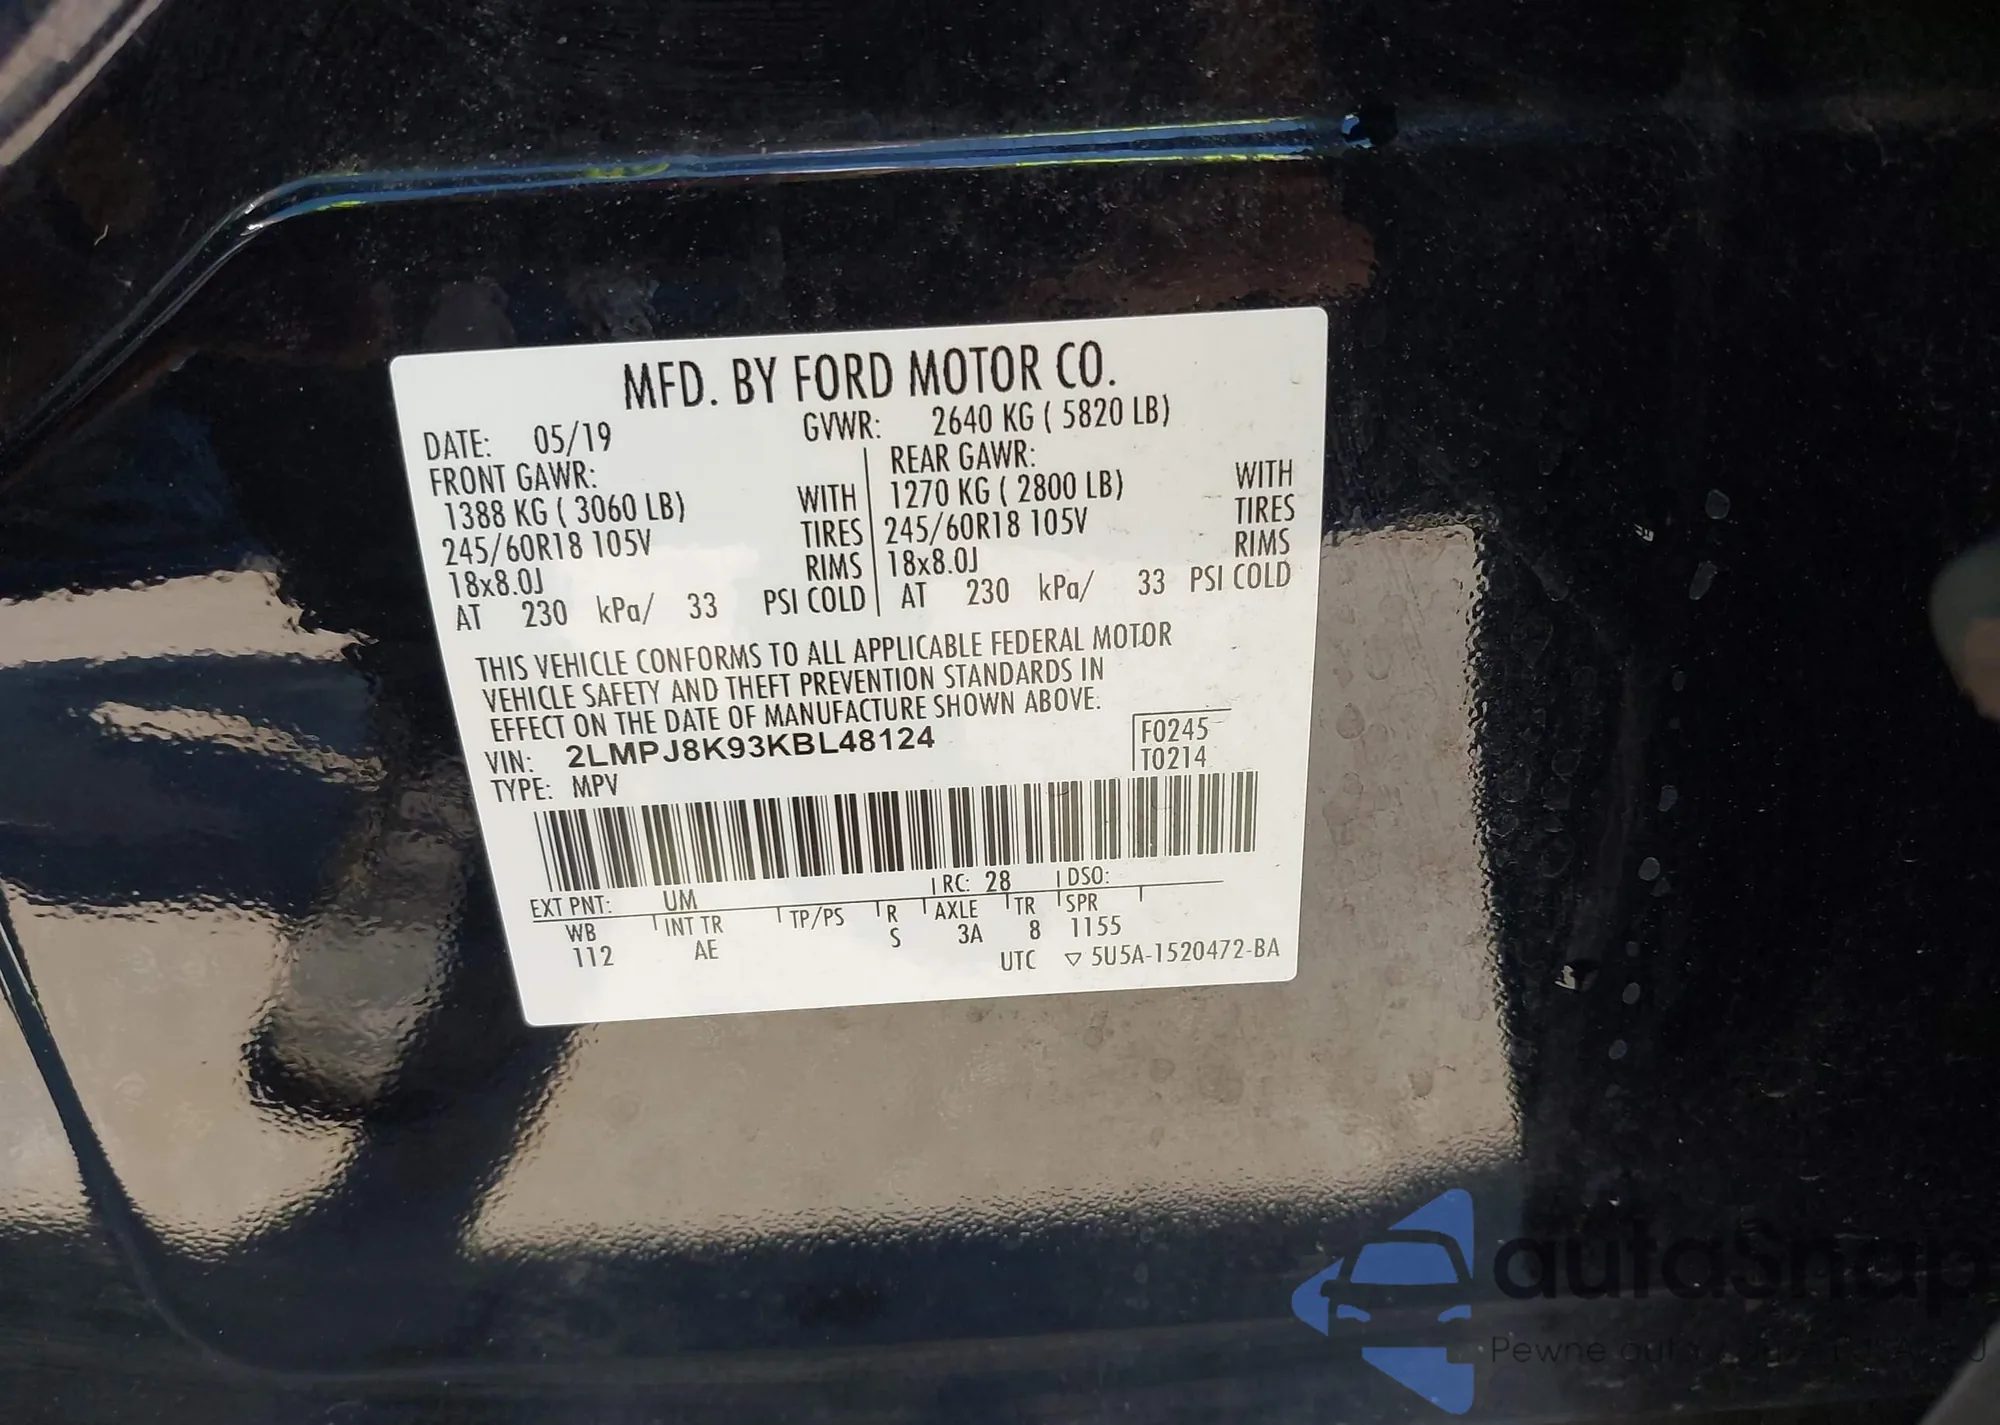 MFD. BY FORD MOTOR CO.
DATE: 05/19 GVWR: 2640 KG ( 5820 LB)
FRONT GAWR: REAR GAWR:
1388 KG ( 3060 LB) WITH 1270 KG ( 2800 LB) WITH
245/60R18 105V TIRES 245/60R18 105V TIRES
18x8.0J RIMS 18x8.0J RIMS
AT 230 kPa/ 33 PSI COLD AT 230 kPa/ 33 PSI COLD
THIS VEHICLE CONFORMS TO ALL APPLICABLE FEDERAL MOTOR
VEHICLE SAFETY AND THEFT PREVENTION STANDARDS IN
EFFECT ON THE DATE OF MANUFACTURE SHOWN ABOVE.
VIN: 2LMPJ8K93KBL48124 F0245
TYPE: MPV T0214
EXT PNT: UM RC: 28 DSO:
WB INT TR TP/PS R AXLE TR SPR
112 AE S 3A 8 1155
UTC ▽ 5U5A-1520472-BA
autaSnap
Pewne auta